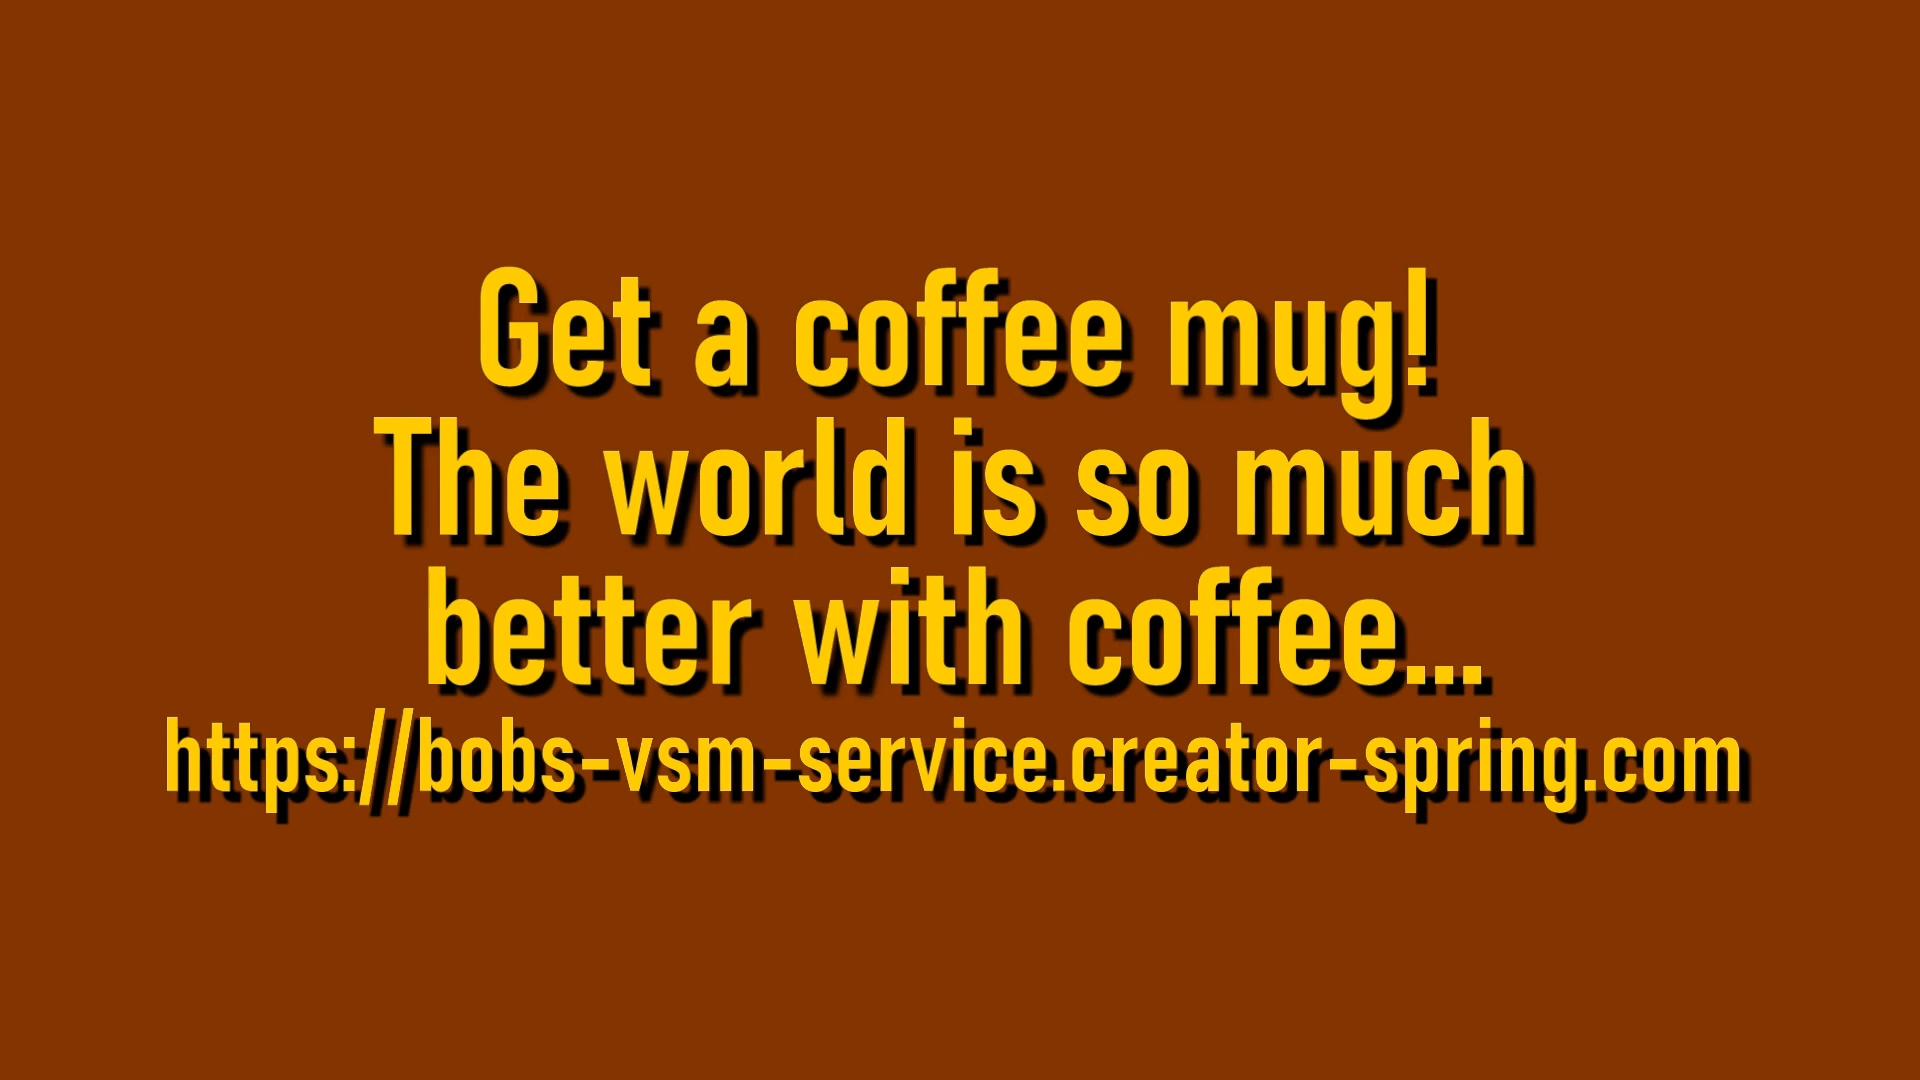 Get a coffee mug!
The world is so much
better with coffee...
https://bobs-vsm-service.creator-spring.com